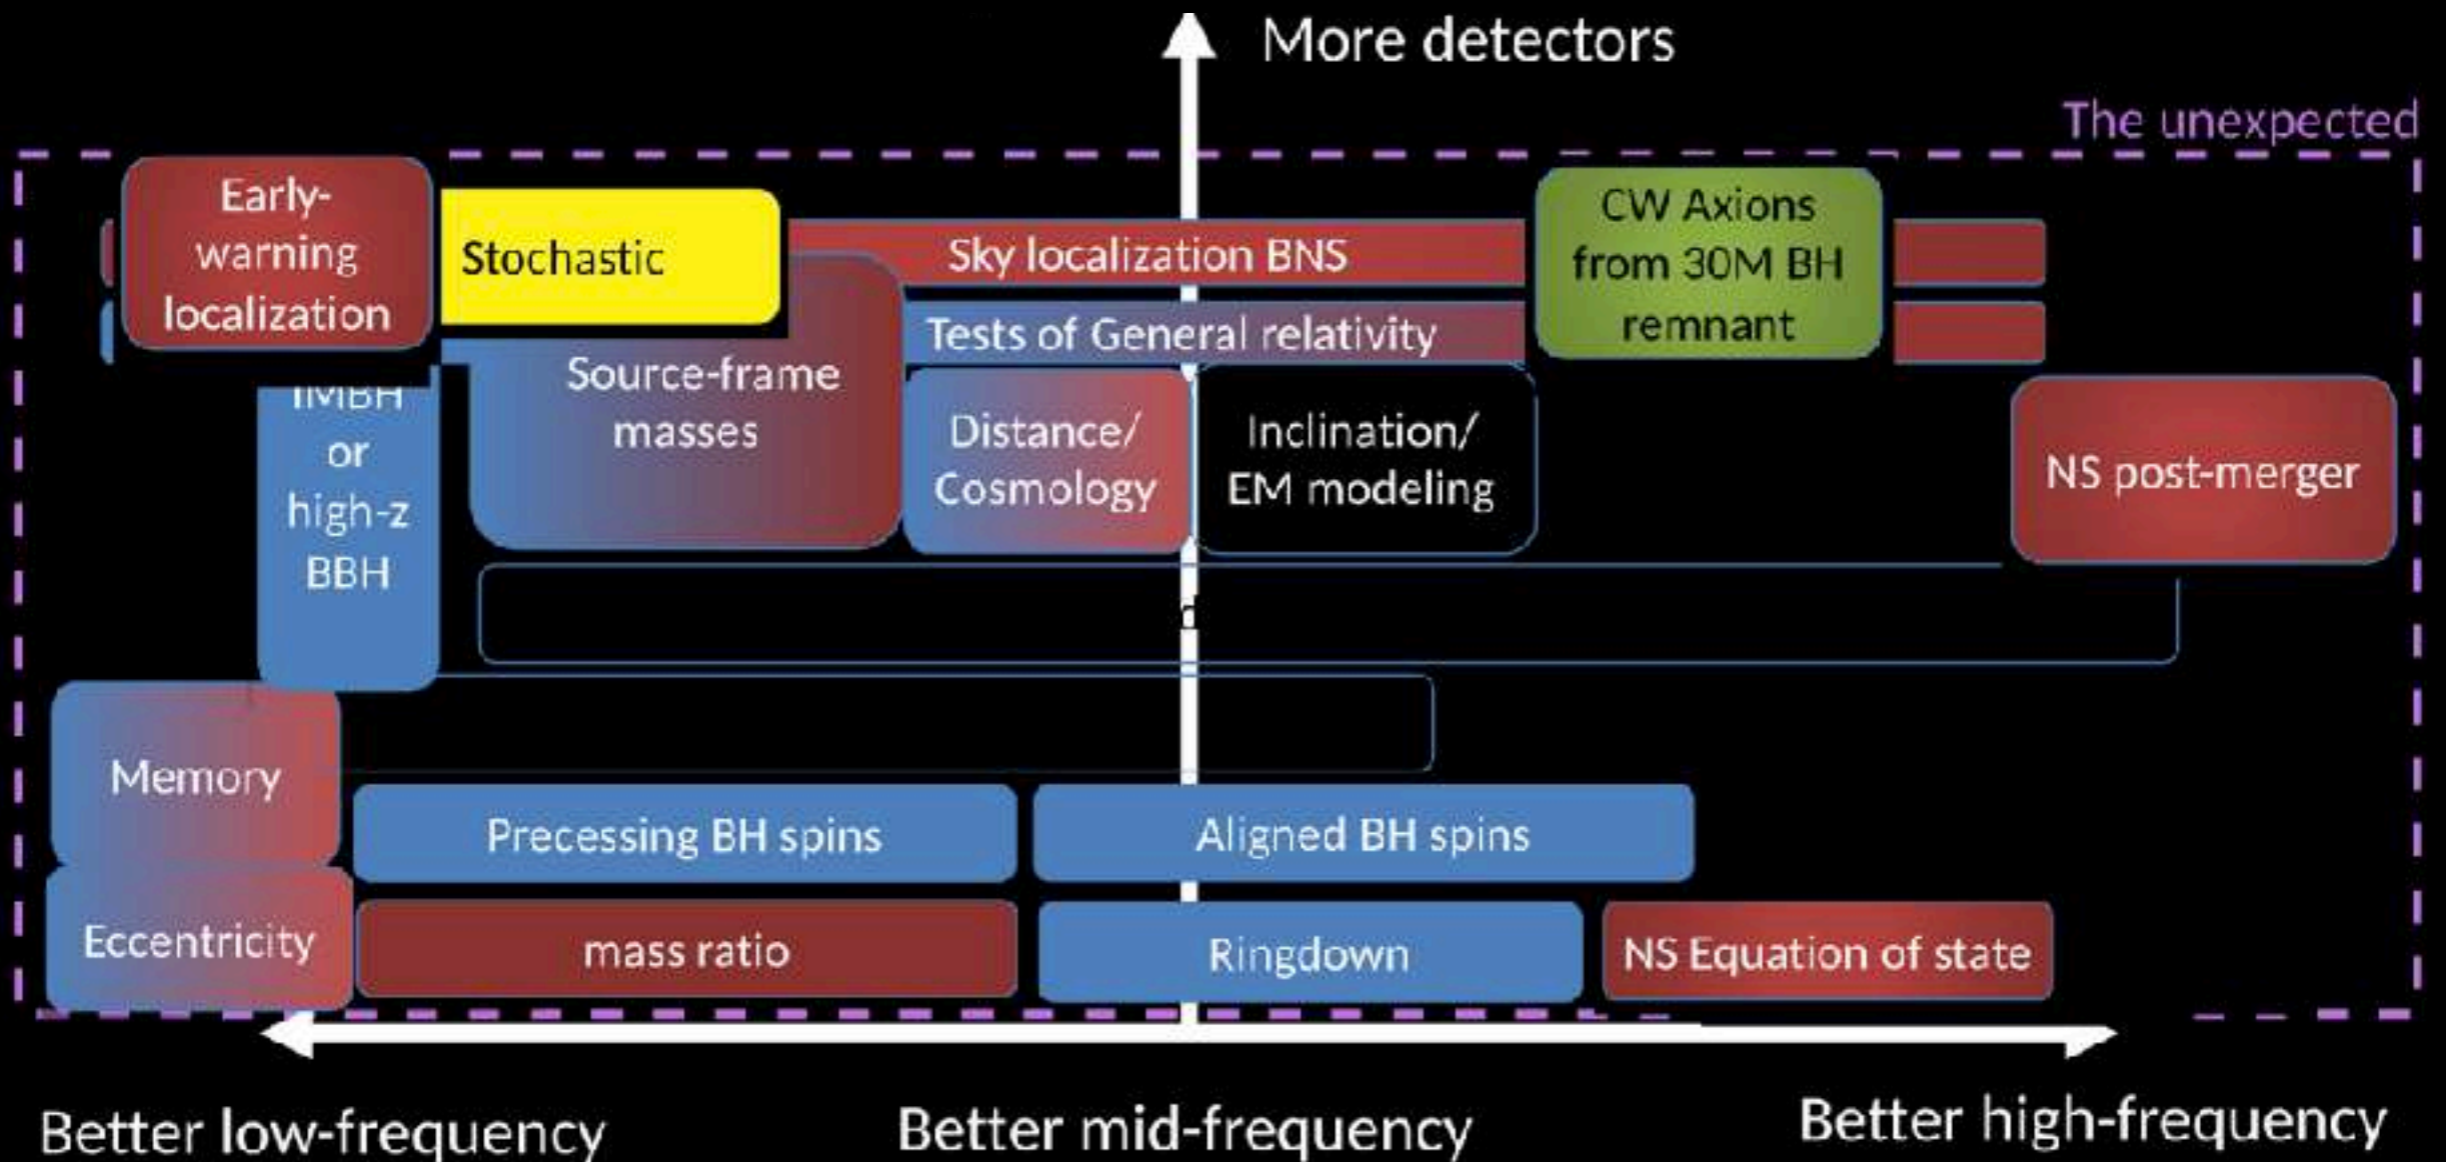 More detectors
The unexpected
Early-
warning
localization
Stochastic
Sky localization BNS
CW Axions
from 30M BH
remnant
Tests of General relativity
Source-frame
masses
IMBH
or
high-z
BBH
Distance/
Cosmology
Inclination/
EM modeling
NS post-merger
Memory
Precessing BH spins
Aligned BH spins
Eccentricity
mass ratio
Ringdown
NS Equation of state
Better low-frequency
Better mid-frequency
Better high-frequency